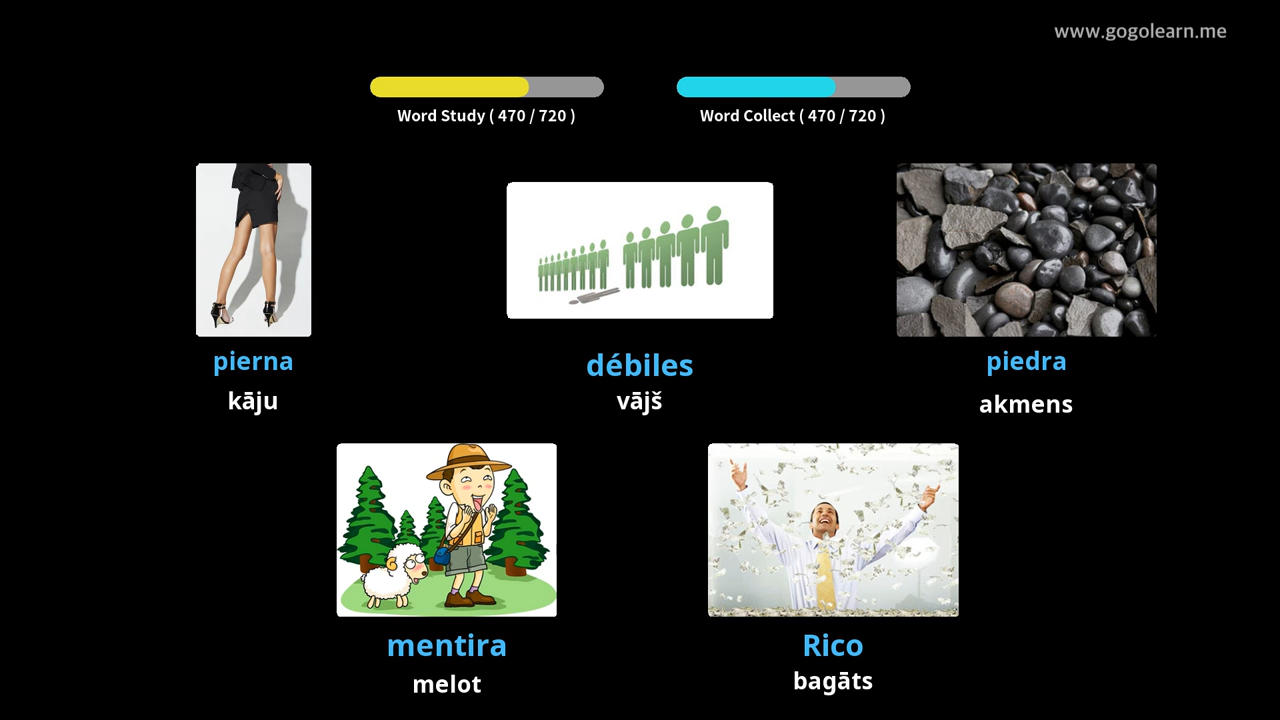 www.gogolearn.me
Word Study ( 470 / 720 )
Word Collect ( 470 / 720 )
pierna
kāju
débiles
vājš
piedra
akmens
mentira
melot
Rico
bagāts